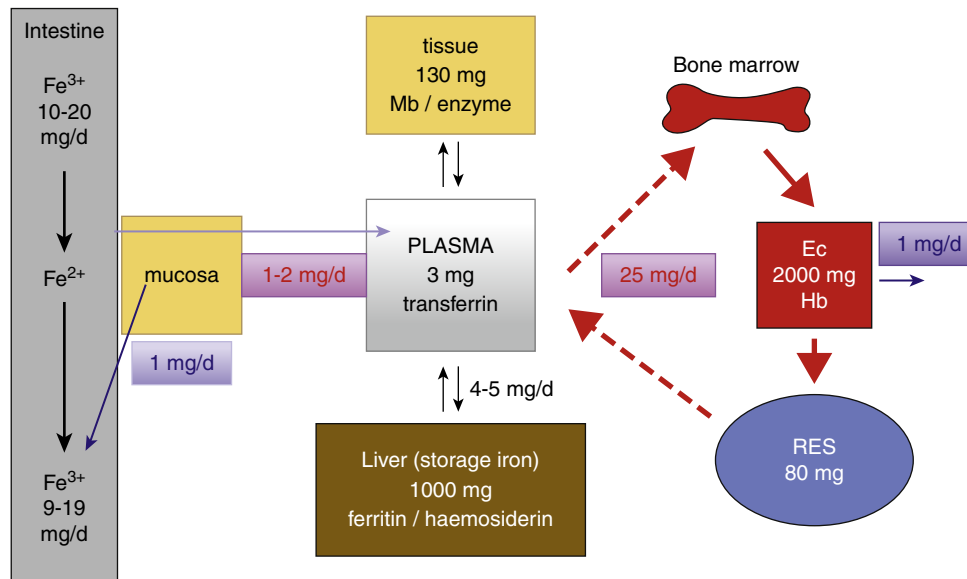 Intestine
Fe³⁺
10-20
mg/d
Fe²⁺
Fe³⁺
9-19
mg/d
mucosa
1 mg/d
1-2 mg/d
tissue
130 mg
Mb / enzyme
PLASMA
3 mg
transferrin
4-5 mg/d
Liver (storage iron)
1000 mg
ferritin / haemosiderin
Bone marrow
25 mg/d
Ec
2000 mg
Hb
1 mg/d
RES
80 mg